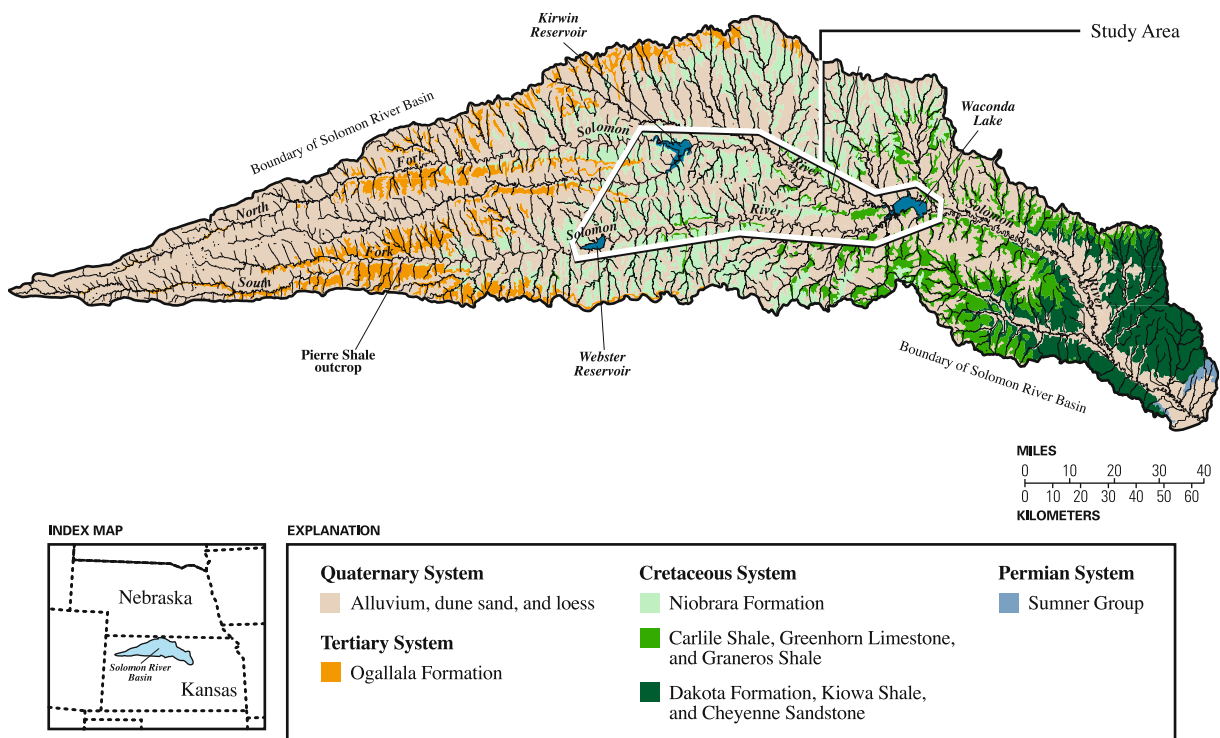 Kirwin
Reservoir
Study Area
Waconda
Lake
Boundary of Solomon River Basin
Solomon
Fork
North
River
River
Solomon
Fork
South
Solomon
River
Pierre Shale
outcrop
Webster
Reservoir
Boundary of Solomon River Basin
MILES
0 10 20 30 40
0 10 20 30 40 50 60
KILOMETERS
INDEX MAP
Nebraska
Solomon River
Basin
Kansas
EXPLANATION
Quaternary System
Alluvium, dune sand, and loess
Tertiary System
Ogallala Formation
Cretaceous System
Niobrara Formation
Carlile Shale, Greenhorn Limestone,
and Graneros Shale
Dakota Formation, Kiowa Shale,
and Cheyenne Sandstone
Permian System
Sumner Group